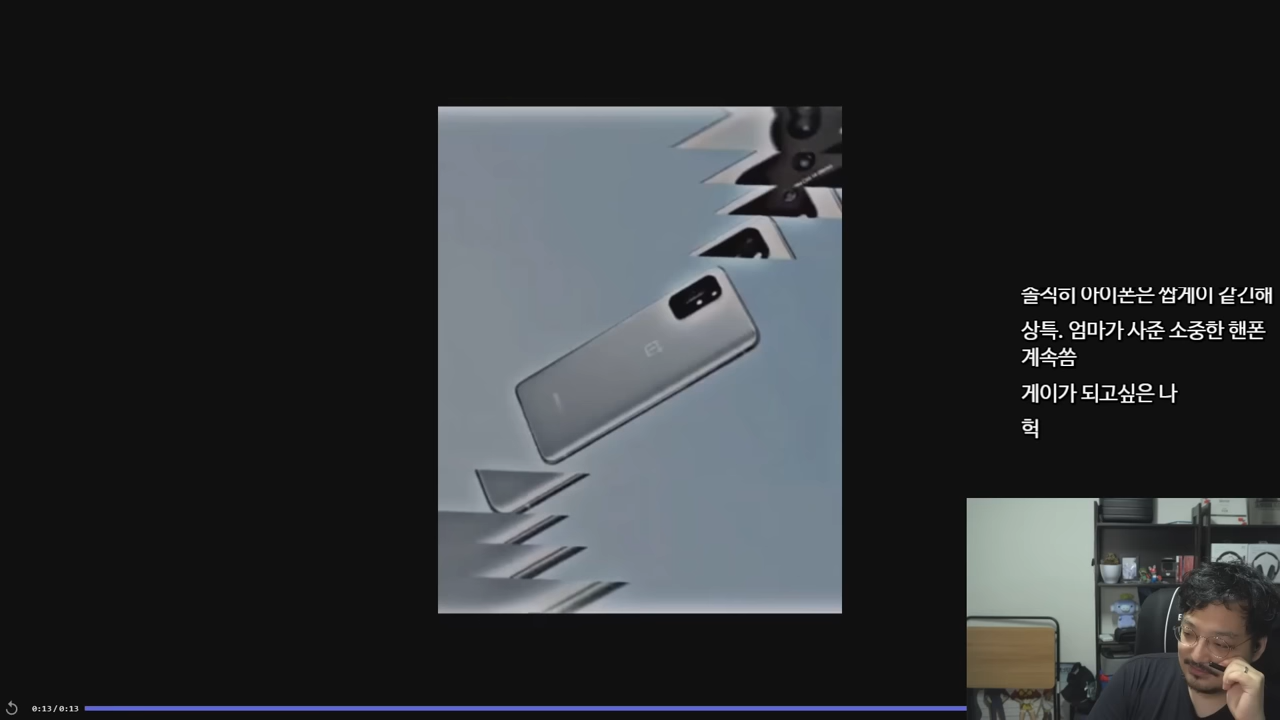 솔직히 아이폰은 쌉게이 같긴해
상특. 엄마가 사준 소중한 핸폰
계속씀
게이가 되고싶은 나
헉
0:13/0:13